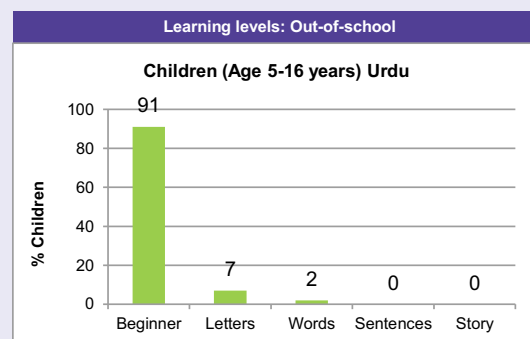 Learning levels: Out-of-school
Children (Age 5-16 years) Urdu
% Children
100
80
60
40
20
0
91
7
2
0
0
Beginner Letters Words Sentences Story